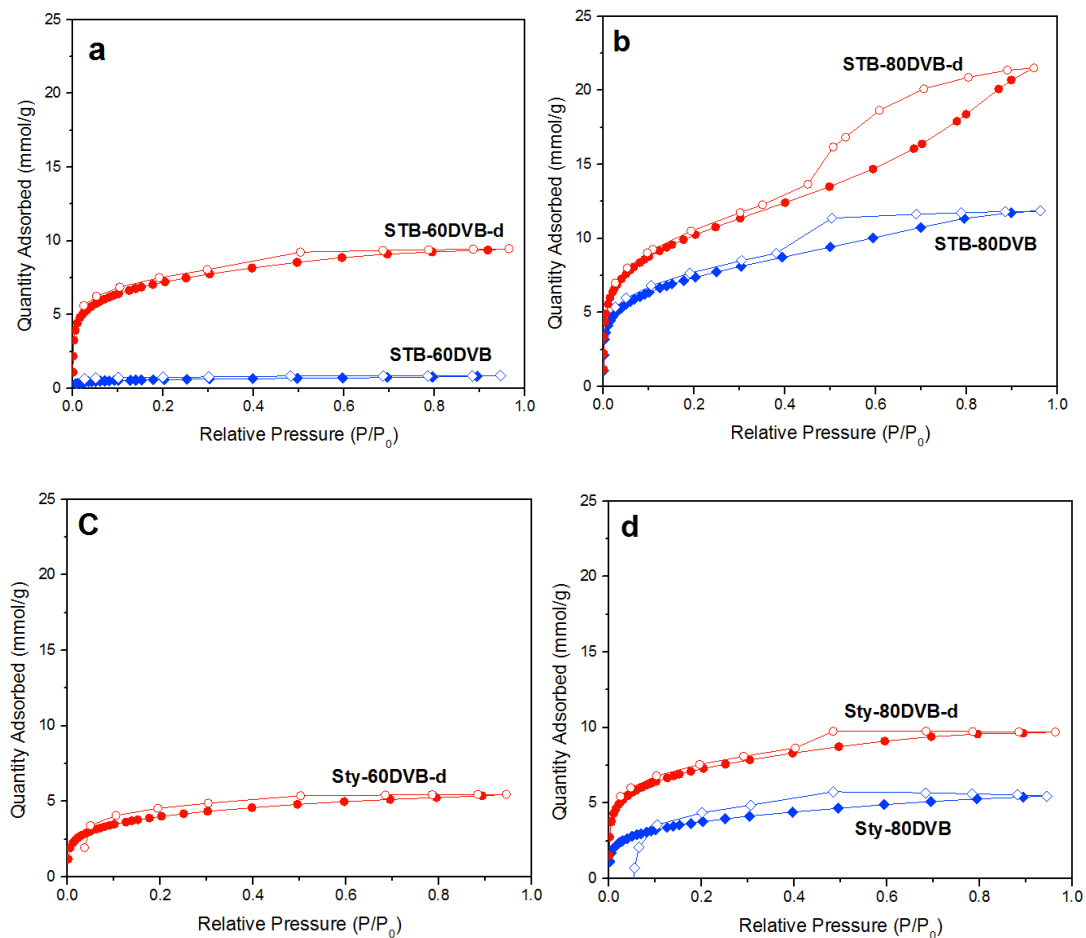 a
25
20
15
10
5
0
Quantity Adsorbed (mmol/g)
STB-60DVB-d
STB-60DVB
0.0 0.2 0.4 0.6 0.8 1.0
Relative Pressure (P/P₀)
b
25
20
15
10
5
0
Quantity Adsorbed (mmol/g)
STB-80DVB-d
STB-80DVB
0.0 0.2 0.4 0.6 0.8 1.0
Relative Pressure (P/P₀)
C
25
20
15
10
5
0
Quantity Adsorbed (mmol/g)
Sty-60DVB-d
0.0 0.2 0.4 0.6 0.8 1.0
Relative Pressure (P/P₀)
d
25
20
15
10
5
0
Quantity Adsorbed (mmol/g)
Sty-80DVB-d
Sty-80DVB
0.0 0.2 0.4 0.6 0.8 1.0
Relative Pressure (P/P₀)